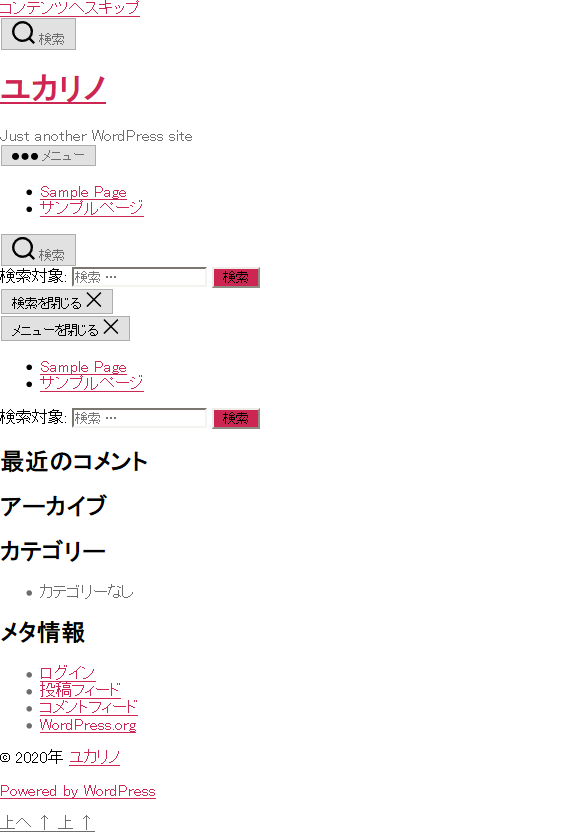 コンテンツへスキップ
検索
ユカリノ
Just another WordPress site
メニュー
Sample Page
サンプルページ
検索
検索対象: 検索 … 検索
検索を閉じる
メニューを閉じる
Sample Page
サンプルページ
検索対象: 検索 … 検索
最近のコメント
アーカイブ
カテゴリー
カテゴリーなし
メタ情報
ログイン
投稿フィード
コメントフィード
WordPress.org
© 2020年 ユカリノ
Powered by WordPress
上へ ↑ 上 ↑